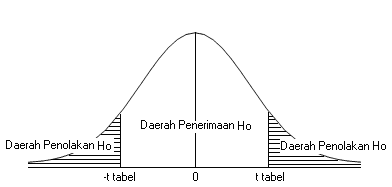 Daerah Penerimaan Ho
Daerah Penolakan Ho
Daerah Penolakan Ho
-t tabel
0
t tabel